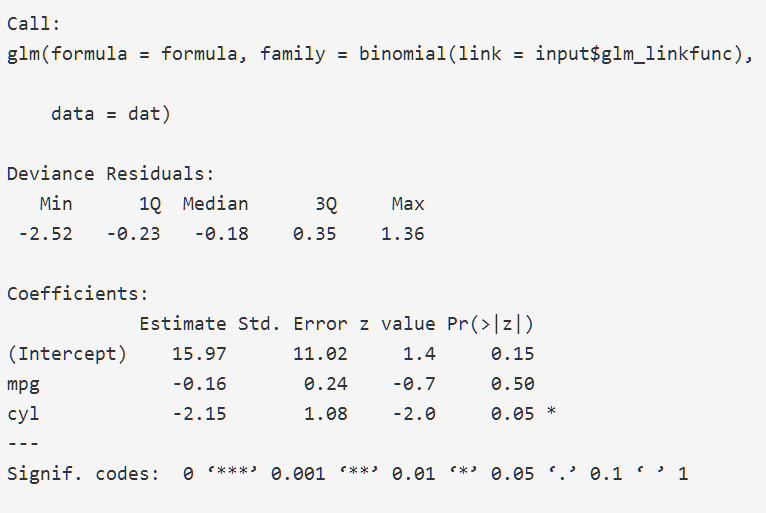 Call:
glm(formula = formula, family = binomial(link = input$glm_linkfunc),
    data = dat)
Deviance Residuals:
   Min      1Q  Median      3Q     Max
 -2.52   -0.23   -0.18    0.35    1.36
Coefficients:
            Estimate Std. Error z value Pr(>|z|)
(Intercept)    15.97      11.02     1.4     0.15
mpg            -0.16       0.24    -0.7     0.50
cyl            -2.15       1.08    -2.0     0.05 *
---
Signif. codes:  0 ‘***’ 0.001 ‘**’ 0.01 ‘*’ 0.05 ‘.’ 0.1 ‘ ’ 1